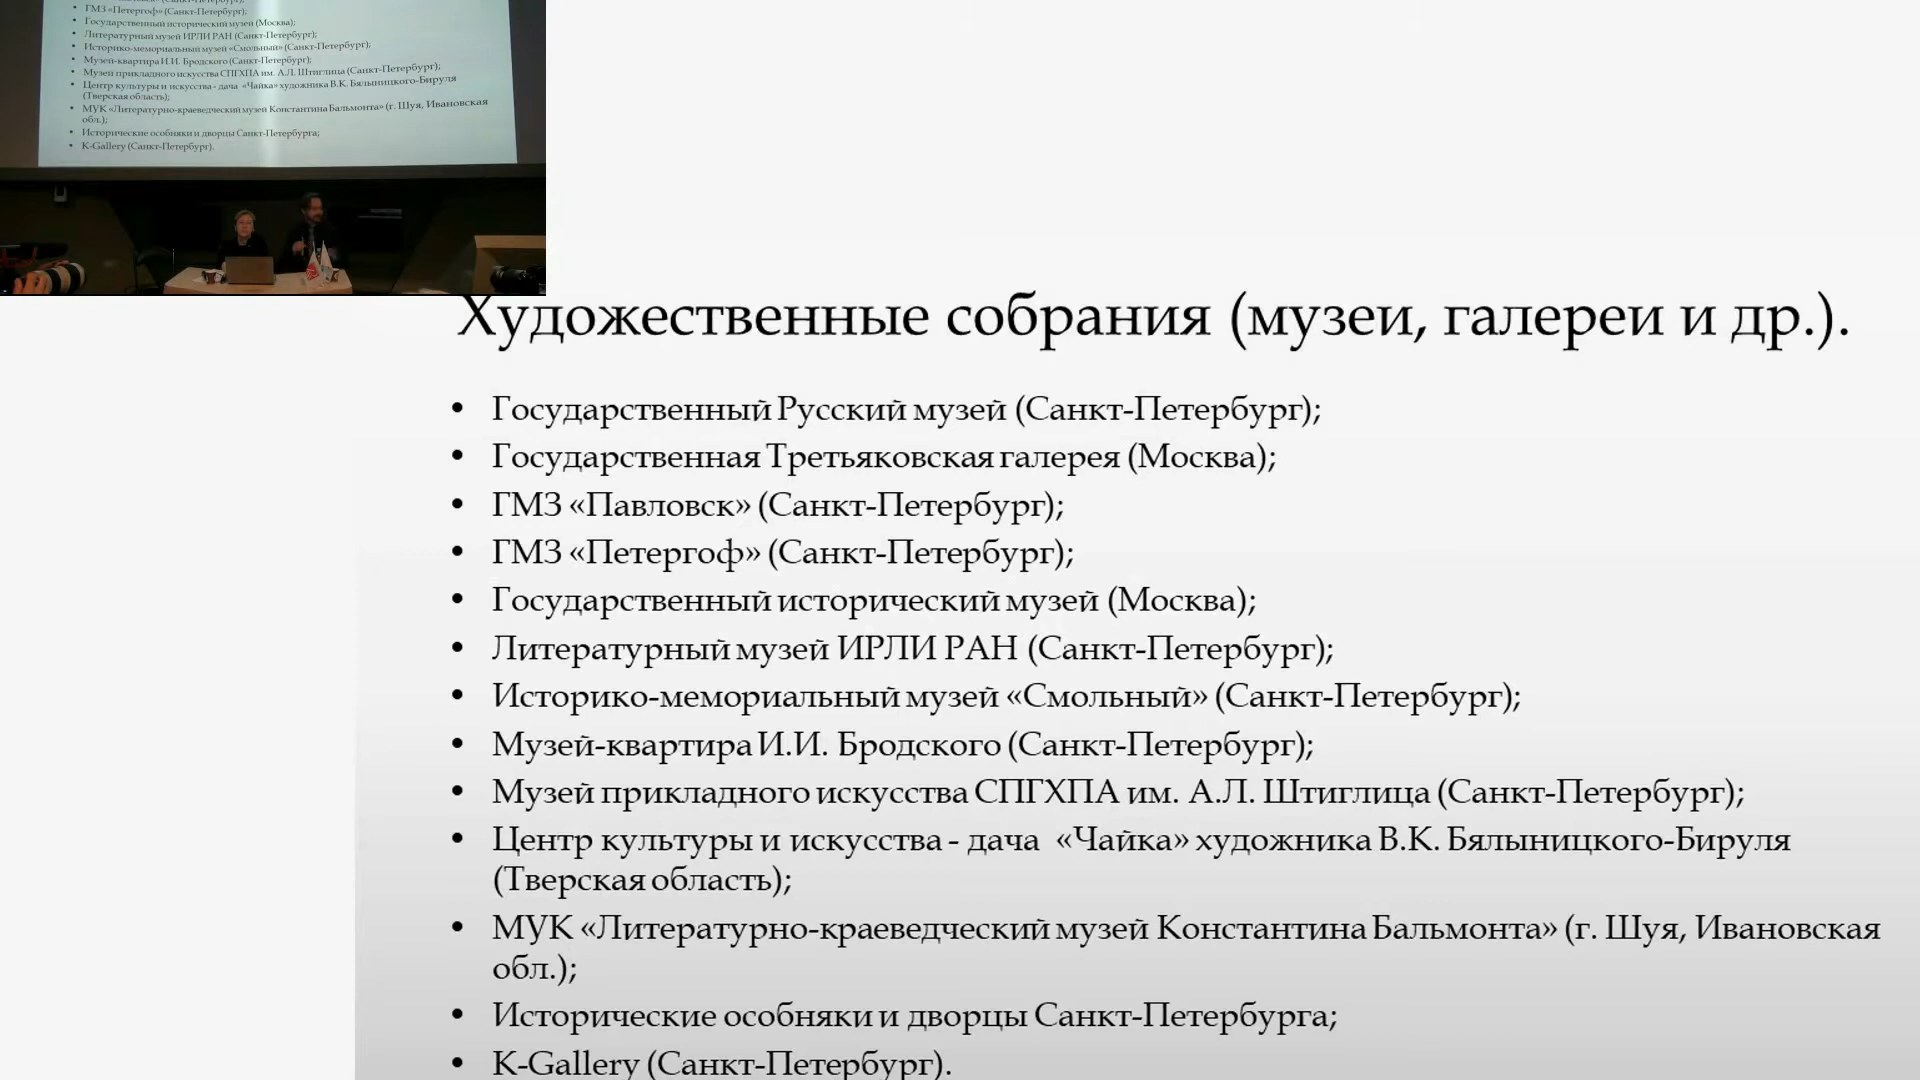 ГМЗ «Петергоф» (Санкт-Петербург);
Государственный исторический музей (Москва);
Литературный музей ИРЛИ РАН (Санкт-Петербург);
Историко-мемориальный музей «Смольный» (Санкт-Петербург);
Музей-квартира И.И. Бродского (Санкт-Петербург);
Музей прикладного искусства СПГХПА им. А.Л. Штиглица (Санкт-Петербург);
Центр культуры и искусства - дача «Чайка» художника В.К. Бялыницкого-Бируля
(Тверская область);
МУК «Литературно-краеведческий музей Константина Бальмонта» (г. Шуя, Ивановская
обл.);
Исторические особняки и дворцы Санкт-Петербурга;
K-Gallery (Санкт-Петербург).
Художественные собрания (музеи, галереи и др.).
• Государственный Русский музей (Санкт-Петербург);
• Государственная Третьяковская галерея (Москва);
• ГМЗ «Павловск» (Санкт-Петербург);
• ГМЗ «Петергоф» (Санкт-Петербург);
• Государственный исторический музей (Москва);
• Литературный музей ИРЛИ РАН (Санкт-Петербург);
• Историко-мемориальный музей «Смольный» (Санкт-Петербург);
• Музей-квартира И.И. Бродского (Санкт-Петербург);
• Музей прикладного искусства СПГХПА им. А.Л. Штиглица (Санкт-Петербург);
• Центр культуры и искусства - дача «Чайка» художника В.К. Бялыницкого-Бируля
(Тверская область);
• МУК «Литературно-краеведческий музей Константина Бальмонта» (г. Шуя, Ивановская
обл.);
• Исторические особняки и дворцы Санкт-Петербурга;
• K-Gallery (Санкт-Петербург).